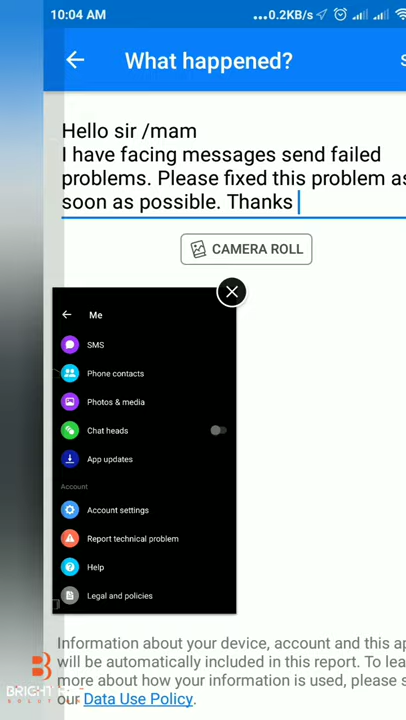 10:04 AM
...0.2KB/s
What happened?
Hello sir /mam
I have facing messages send failed
problems. Please fixed this problem as
soon as possible. Thanks
CAMERA ROLL
Me
SMS
Phone contacts
Photos & media
Chat heads
App updates
Account
Account settings
Report technical problem
Help
Legal and policies
Information about your device, account and this ap
will be automatically included in this report. To lea
more about how your information is used, please s
our Data Use Policy.